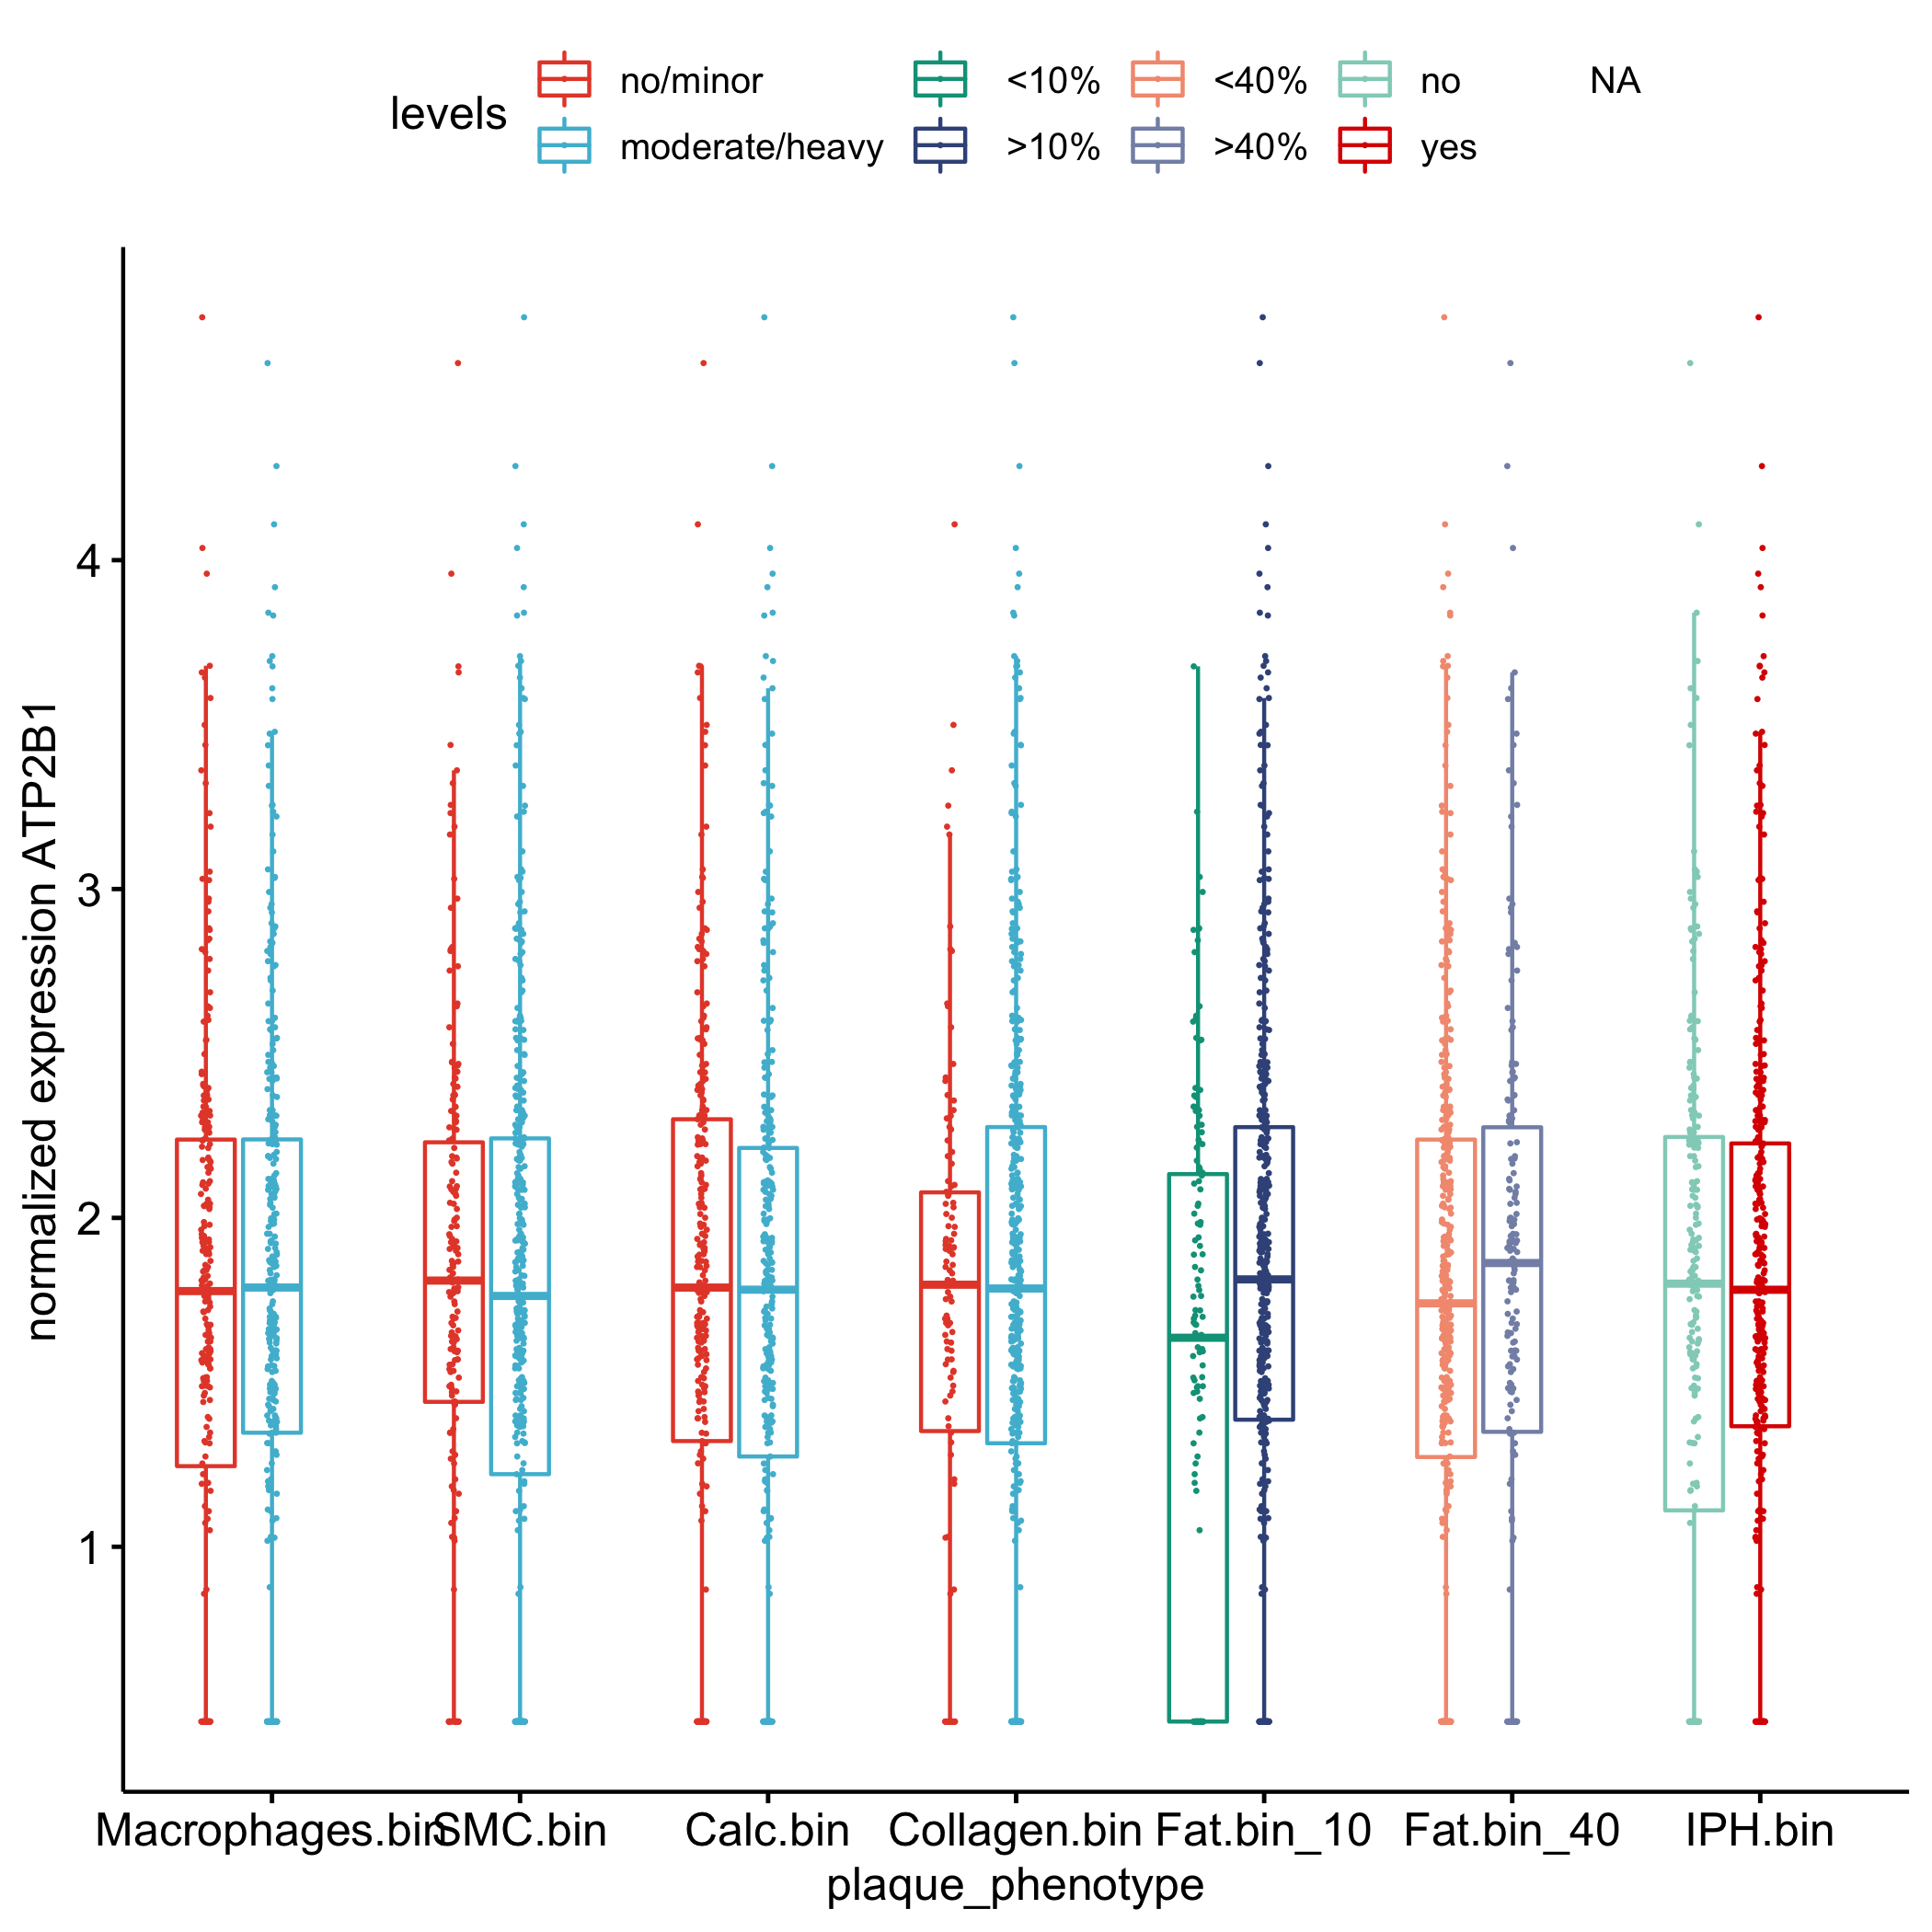 levels
no/minor <10% <40% no NA
moderate/heavy >10% >40% yes
normalized expression ATP2B1
4
3
2
1
Macrophages.bin SMC.bin Calc.bin Collagen.bin Fat.bin_10 Fat.bin_40 IPH.bin
plaque_phenotype